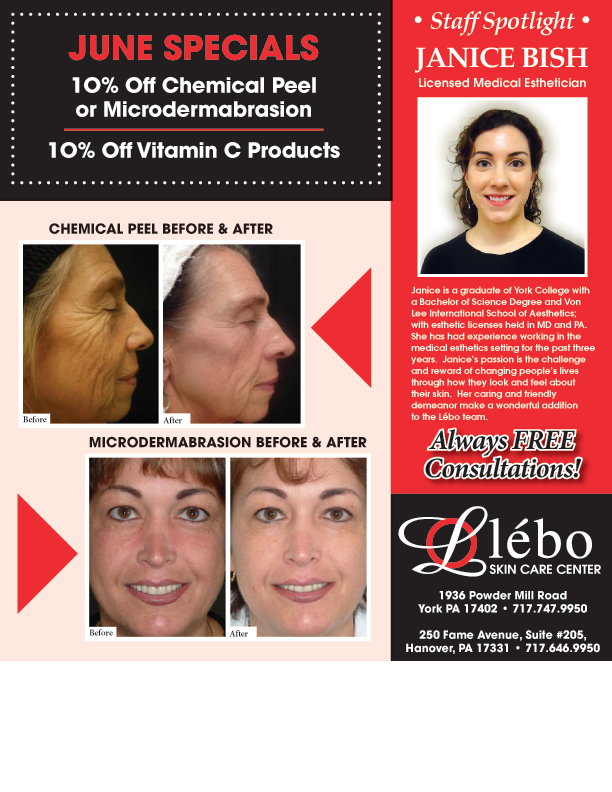 JUNE SPECIALS
10% Off Chemical Peel
or Microdermabrasion
10% Off Vitamin C Products
CHEMICAL PEEL BEFORE & AFTER
Before
After
MICRODERMABRASION BEFORE & AFTER
Before
After
• Staff Spotlight •
JANICE BISH
Licensed Medical Esthetician
Janice is a graduate of York College with
a Bachelor of Science Degree and Von
Lee International School of Aesthetics;
with esthetic licenses held in MD and PA.
She has had experience working in the
medical esthetics setting for the past three
years. Janice's passion is the challenge
and reward of changing people's lives
through how they look and feel about
their skin. Her caring and friendly
demeanor make a wonderful addition
to the Lébo team.
Always FREE
Consultations!
L lébo
SKIN CARE CENTER
1936 Powder Mill Road
York PA 17402 • 717.747.9950
250 Fame Avenue, Suite #205,
Hanover, PA 17331 • 717.646.9950